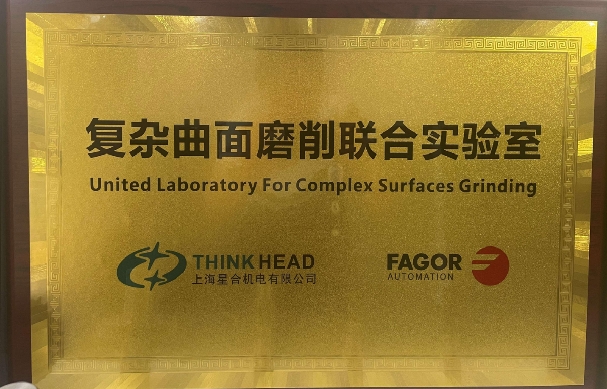 复杂曲面磨削联合实验室
United Laboratory For Complex Surfaces Grinding
THINK HEAD
上海星合机电有限公司
FAGOR
AUTOMATION